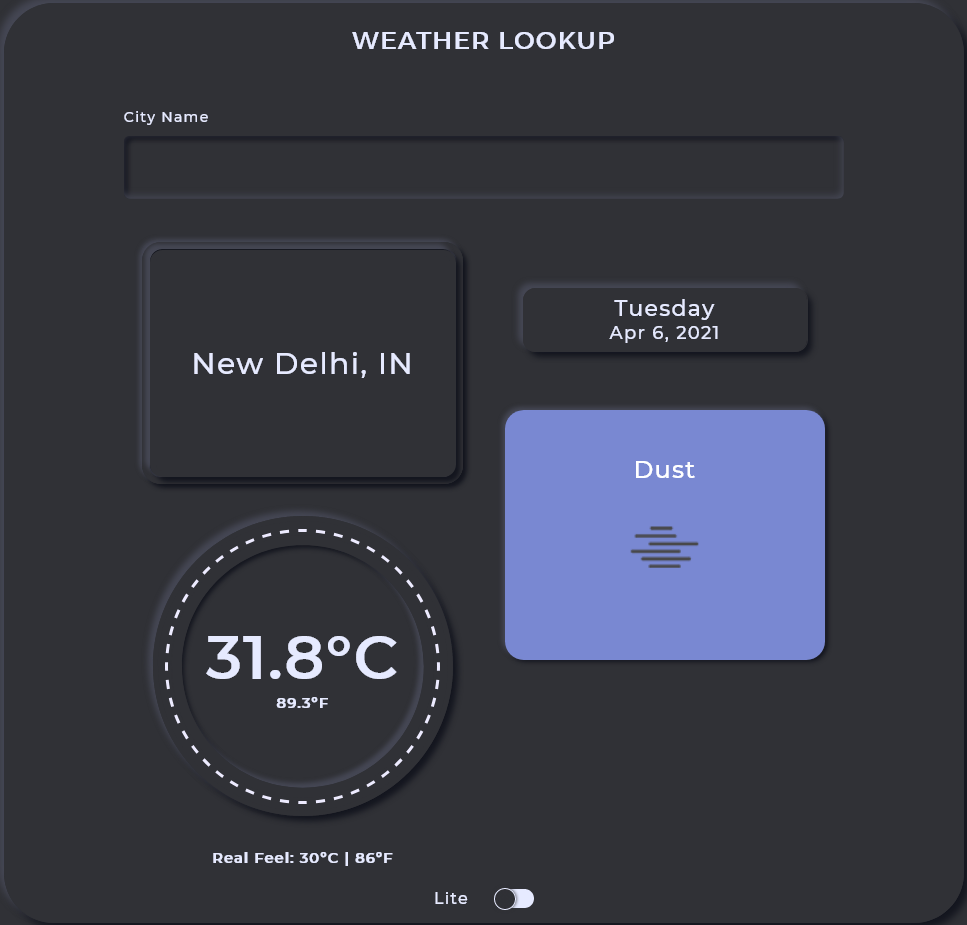 WEATHER LOOKUP
City Name
New Delhi, IN
Tuesday
Apr 6, 2021
Dust
31.8°C
89.3°F
Real Feel: 30°C | 86°F
Lite